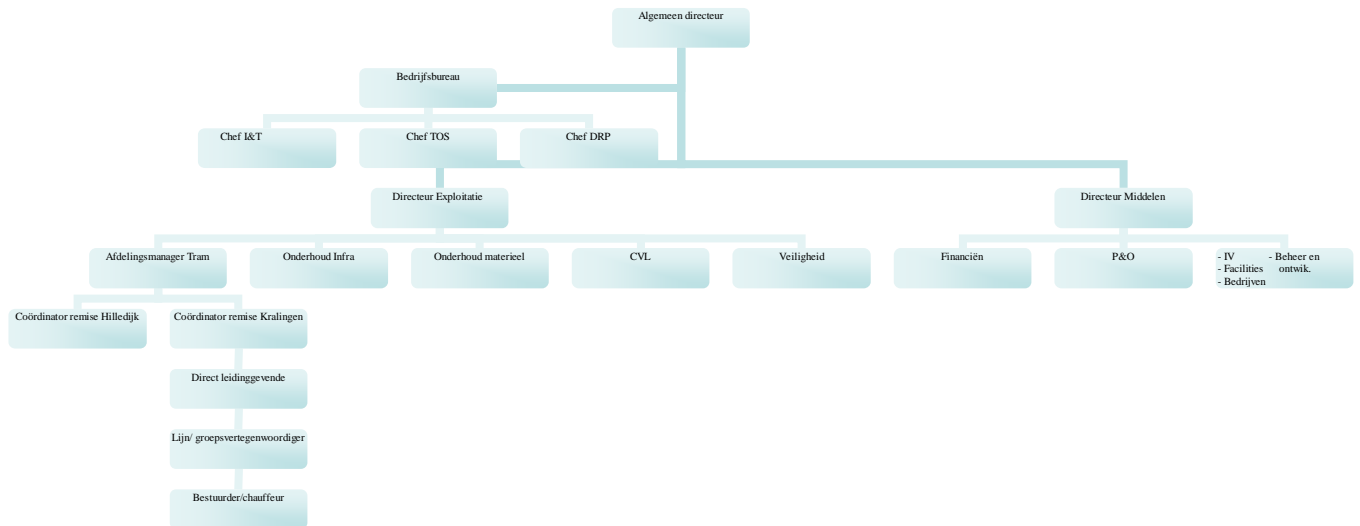 Algemeen directeur
Bedrijfsbureau
Chef I&T
Chef TOS
Chef DRP
Directeur Exploitatie
Directeur Middelen
Afdelingsmanager Tram
Onderhoud Infra
Onderhoud materieel
CVL
Veiligheid
Financiën
P&O
- IV - Beheer en
- Facilities ontwik.
- Bedrijven
Coördinator remise Hilledijk
Coördinator remise Kralingen
Direct leidinggevende
Lijn/ groepsvertegenwoordiger
Bestuurder/chauffeur